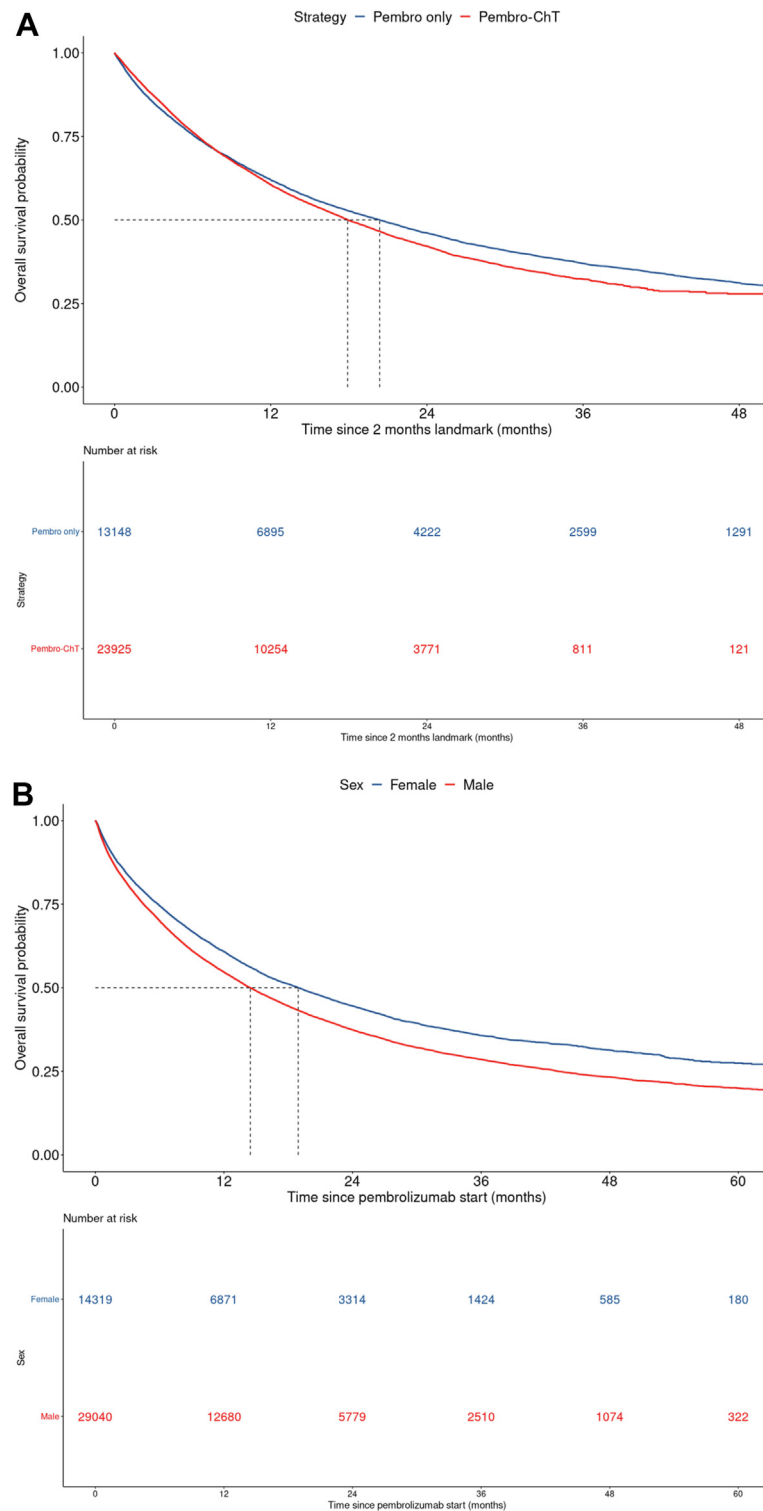 A
Strategy Pembro only Pembro-ChT
1.00
0.75
0.50
0.25
0.00
Overall survival probability
0 12 24 36 48
Time since 2 months landmark (months)
Number at risk
Strategy
Pembro only 13148 6895 4222 2599 1291
Pembro-ChT 23925 10254 3771 811 121
0 12 24 36 48
Time since 2 months landmark (months)
B
Sex Female Male
1.00
0.75
0.50
0.25
0.00
Overall survival probability
0 12 24 36 48 60
Time since pembrolizumab start (months)
Number at risk
Sex
Female 14319 6871 3314 1424 585 180
Male 29040 12680 5779 2510 1074 322
0 12 24 36 48 60
Time since pembrolizumab start (months)